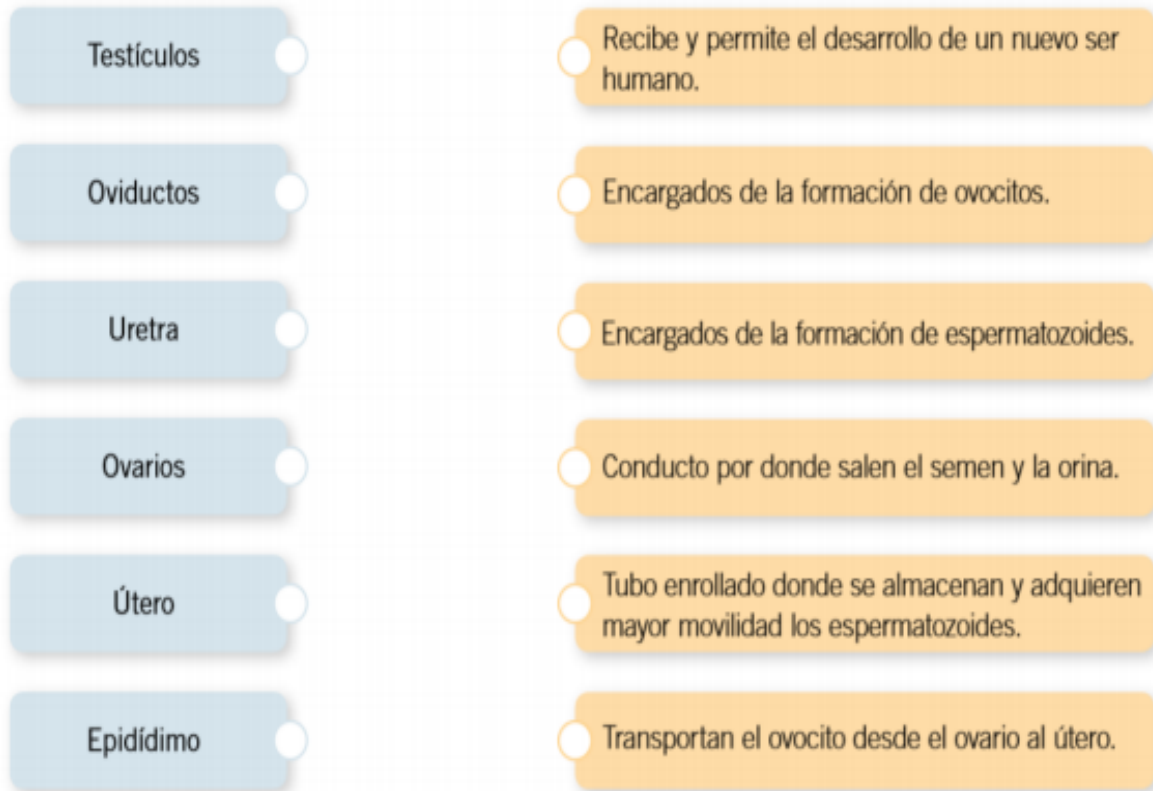 Testículos
Recibe y permite el desarrollo de un nuevo ser
humano.
Oviductos
Encargados de la formación de ovocitos.
Uretra
Encargados de la formación de espermatozoides.
Ovarios
Conducto por donde salen el semen y la orina.
Útero
Tubo enrollado donde se almacenan y adquieren
mayor movilidad los espermatozoides.
Epidídimo
Transportan el ovocito desde el ovario al útero.